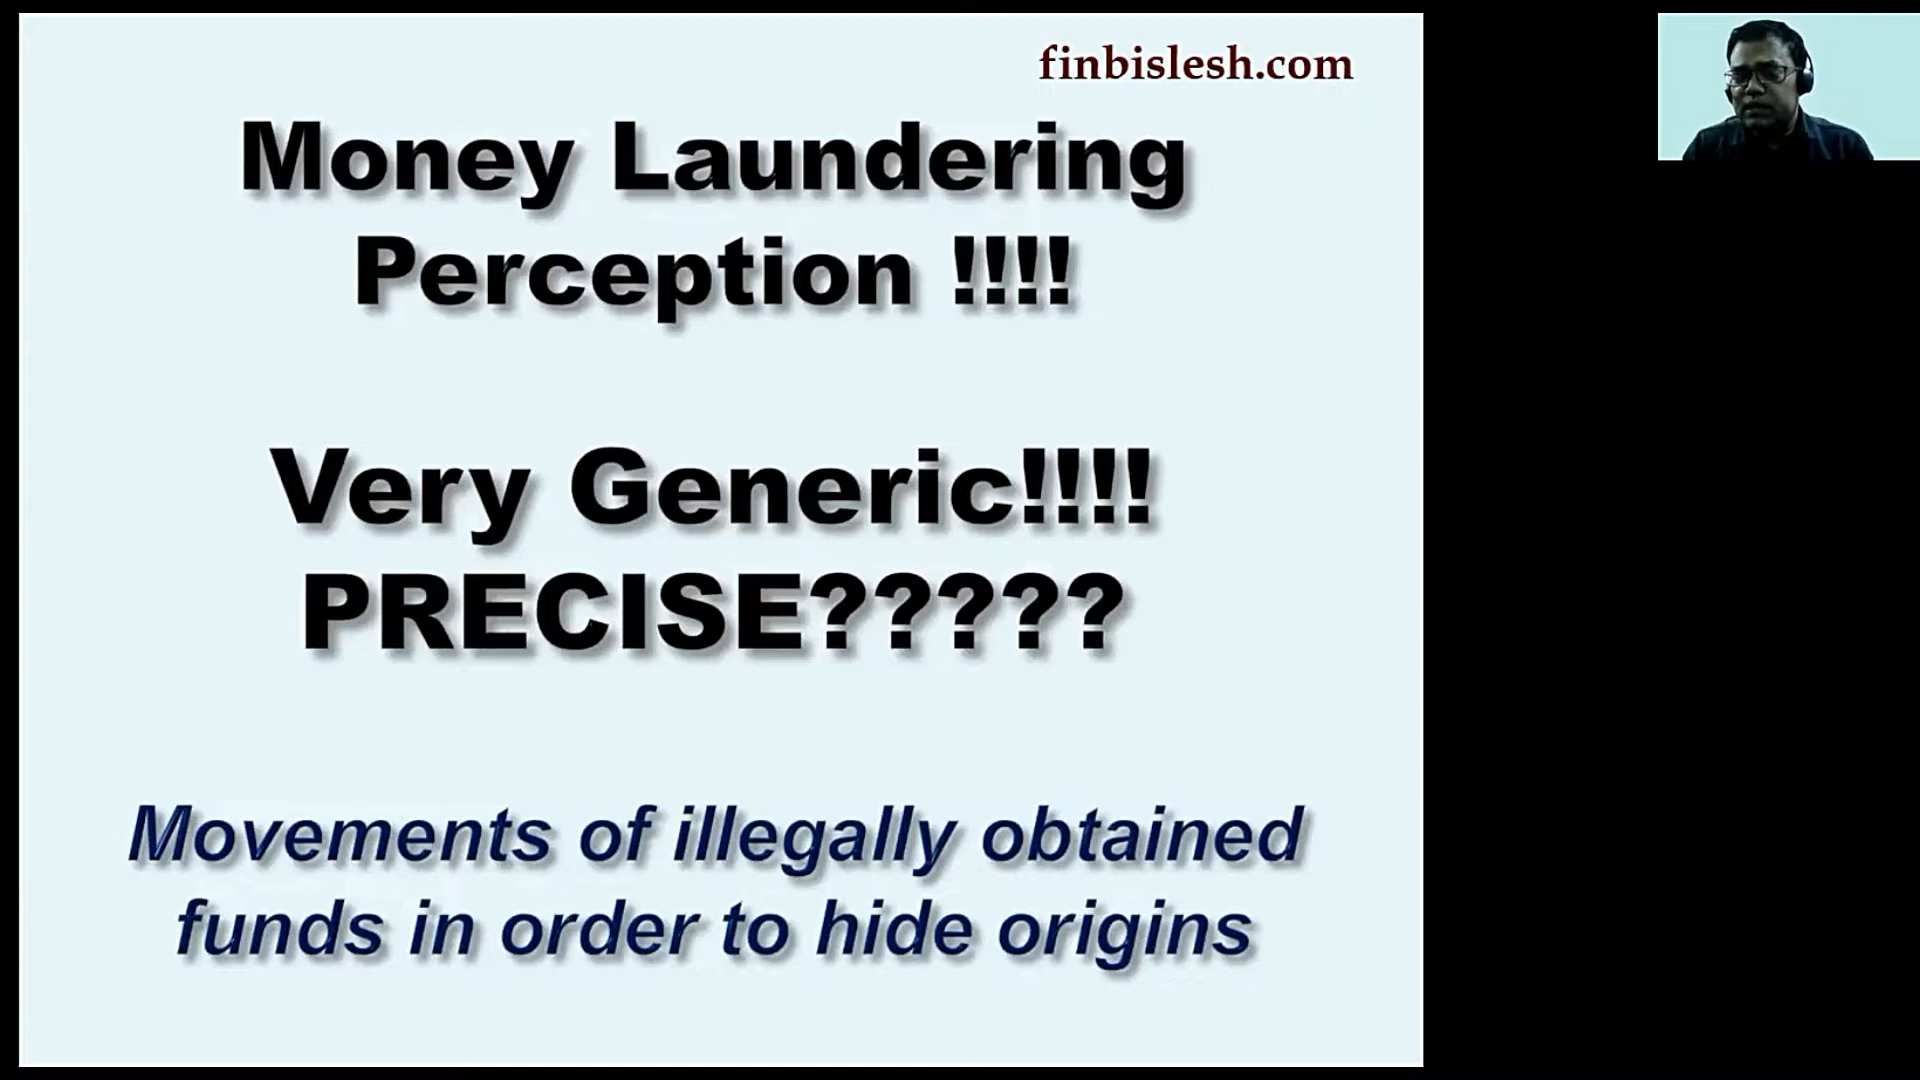 finbislesh.com
Money Laundering
Perception !!!!
Very Generic!!!!
PRECISE?????
Movements of illegally obtained
funds in order to hide origins